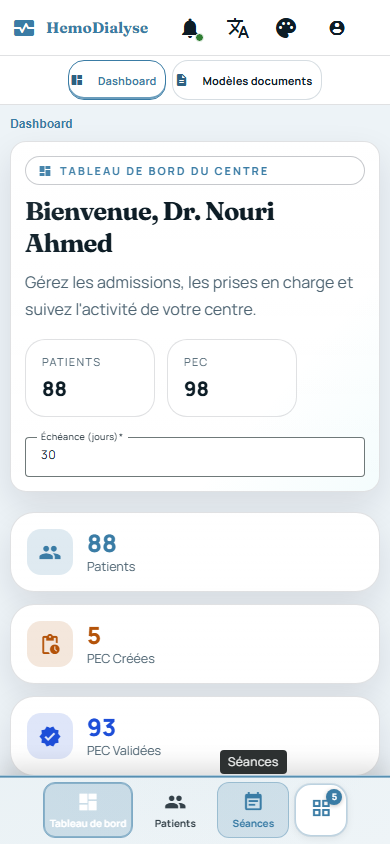 HemoDialyse
Dashboard
Modèles documents
Dashboard
TABLEAU DE BORD DU CENTRE
Bienvenue, Dr. Nouri
Ahmed
Gérez les admissions, les prises en charge et
suivez l'activité de votre centre.
PATIENTS
88
PEC
98
Échéance (jours)*
30
88
Patients
5
PEC Créées
93
PEC Validées
Séances
Tableau de bord
Patients
Séances
5